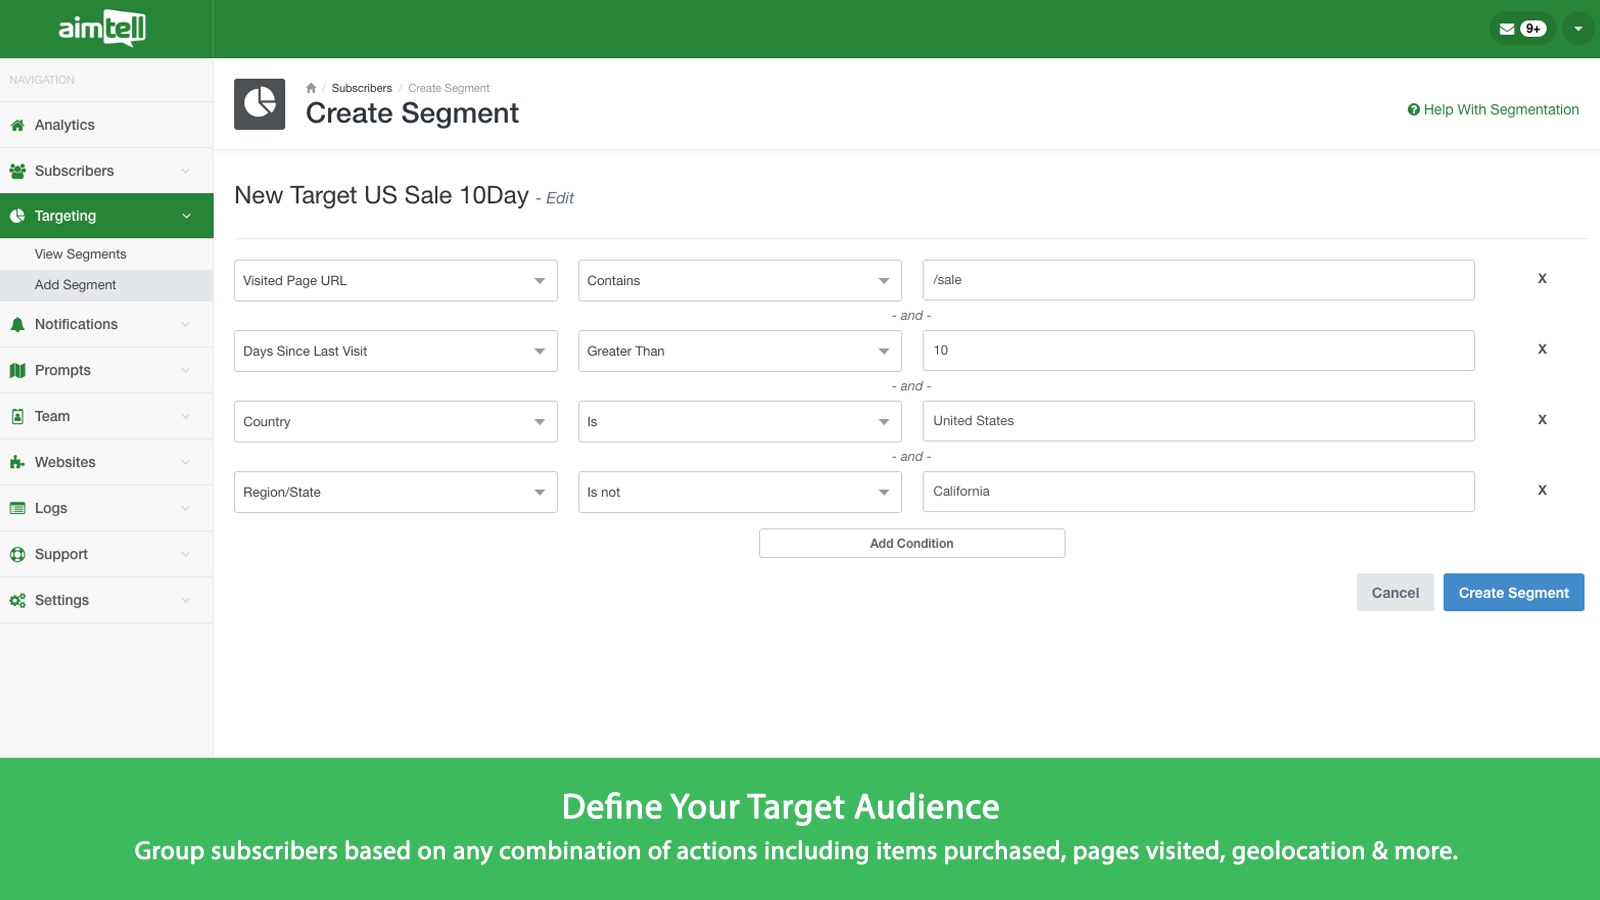 aimtell
9+
NAVIGATION
Analytics
Subscribers
Targeting
View Segments
Add Segment
Notifications
Prompts
Team
Websites
Logs
Support
Settings
/ Subscribers / Create Segment
Create Segment
Help With Segmentation
New Target US Sale 10Day - Edit
Visited Page URL Contains /sale X
- and -
Days Since Last Visit Greater Than 10 X
- and -
Country Is United States X
- and -
Region/State Is not California X
Add Condition
Cancel Create Segment
Define Your Target Audience
Group subscribers based on any combination of actions including items purchased, pages visited, geolocation & more.